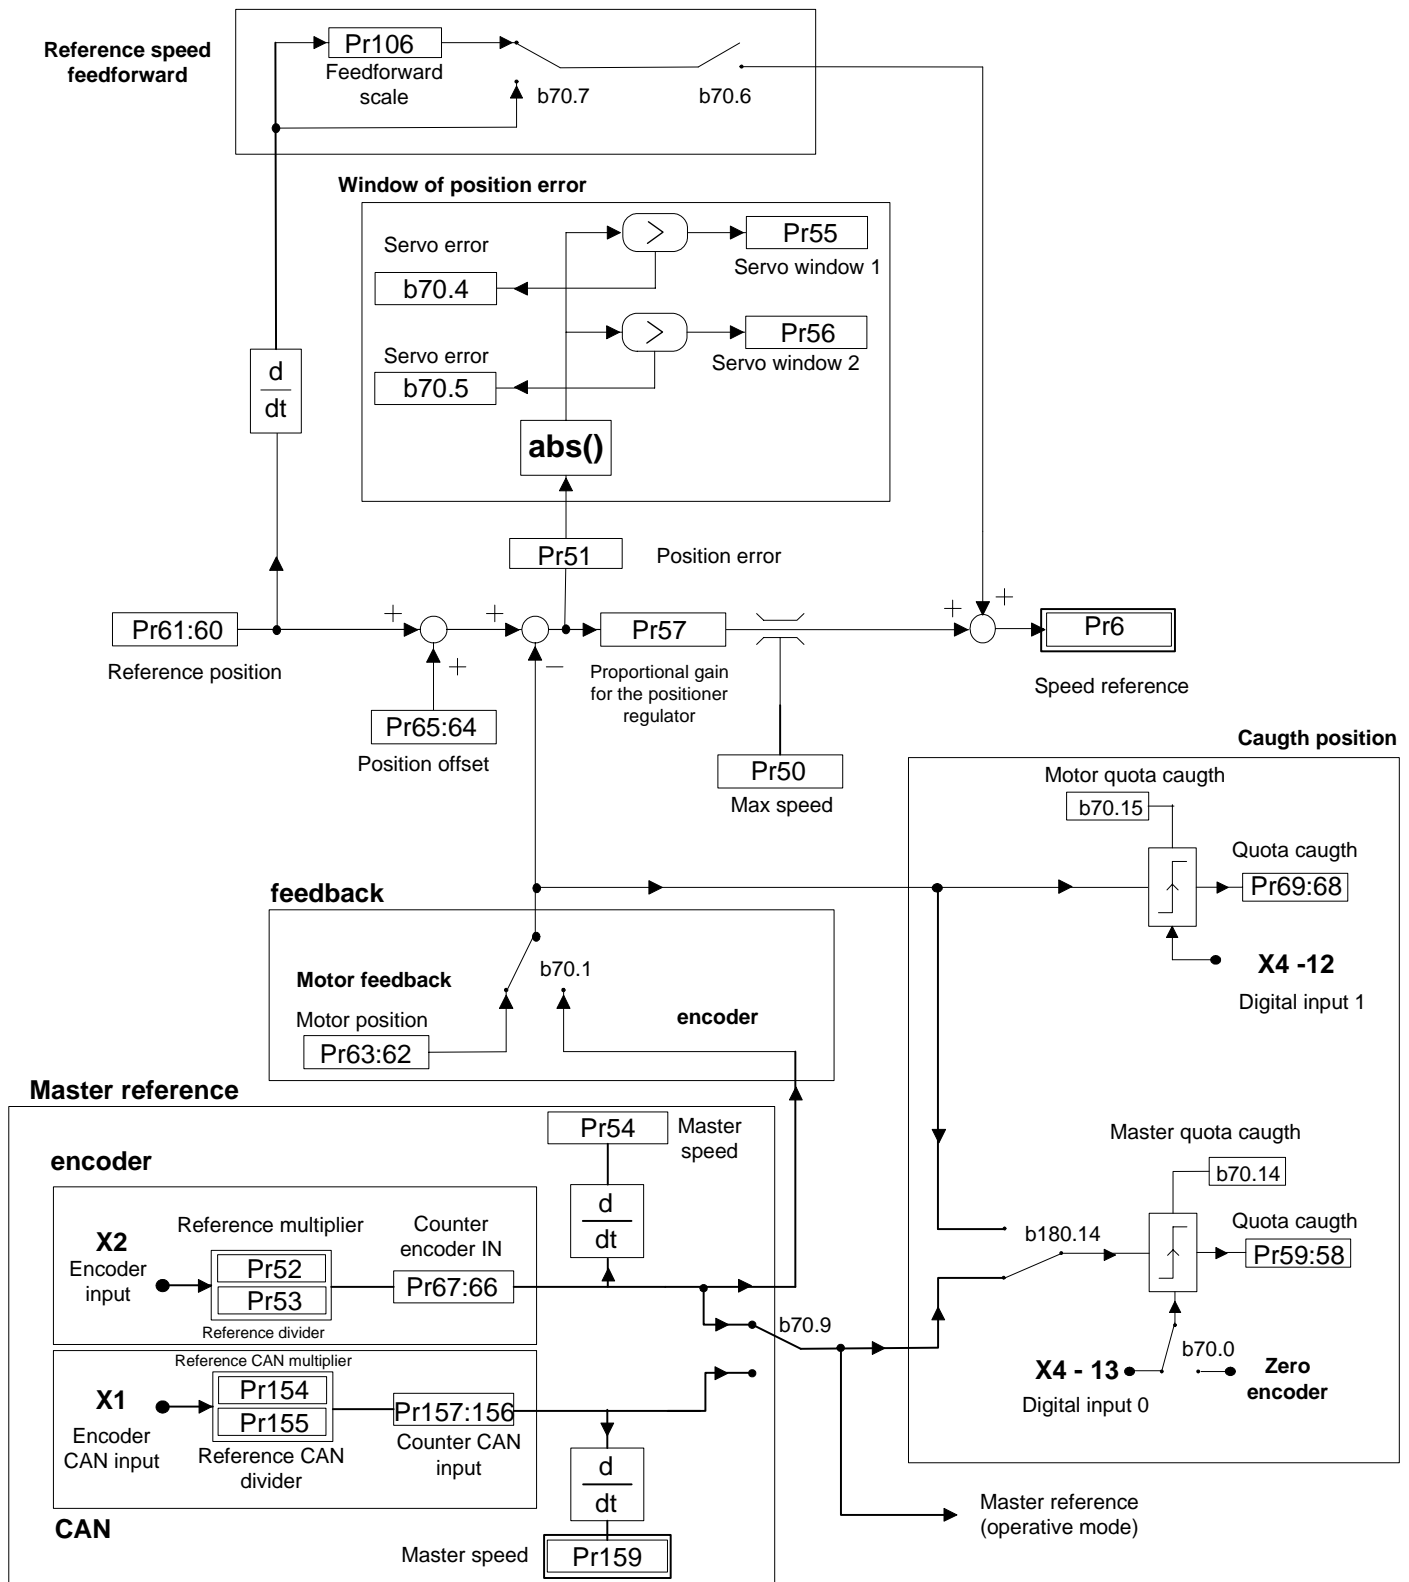 Reference speed
feedforward
Pr106
Feedforward
scale
b70.7
b70.6
Window of position error
Servo error
b70.4
>
Pr55
Servo window 1
Servo error
b70.5
>
Pr56
Servo window 2
d
dt
abs()
Pr51
Position error
Pr61:60
Reference position
+
+
Pr65:64
Position offset
+
−
Pr57
Proportional gain
for the positioner
regulator
Pr50
Max speed
+
+
Pr6
Speed reference
Caugth position
Motor quota caugth
b70.15
Quota caugth
Pr69:68
X4 -12
Digital input 1
feedback
Motor feedback
b70.1
Motor position
Pr63:62
encoder
Master reference
Pr54
Master
speed
encoder
d
dt
X2
Encoder
input
Reference multiplier
Pr52
Pr53
Reference divider
Counter
encoder IN
Pr67:66
b70.9
Master quota caugth
b70.14
b180.14
Quota caugth
Pr59:58
X4 - 13
Digital input 0
b70.0
Zero
encoder
X1
Encoder
CAN input
Reference CAN multiplier
Pr154
Pr155
Reference CAN
divider
Pr157:156
Counter CAN
input
d
dt
CAN
Master speed
Pr159
Master reference
(operative mode)